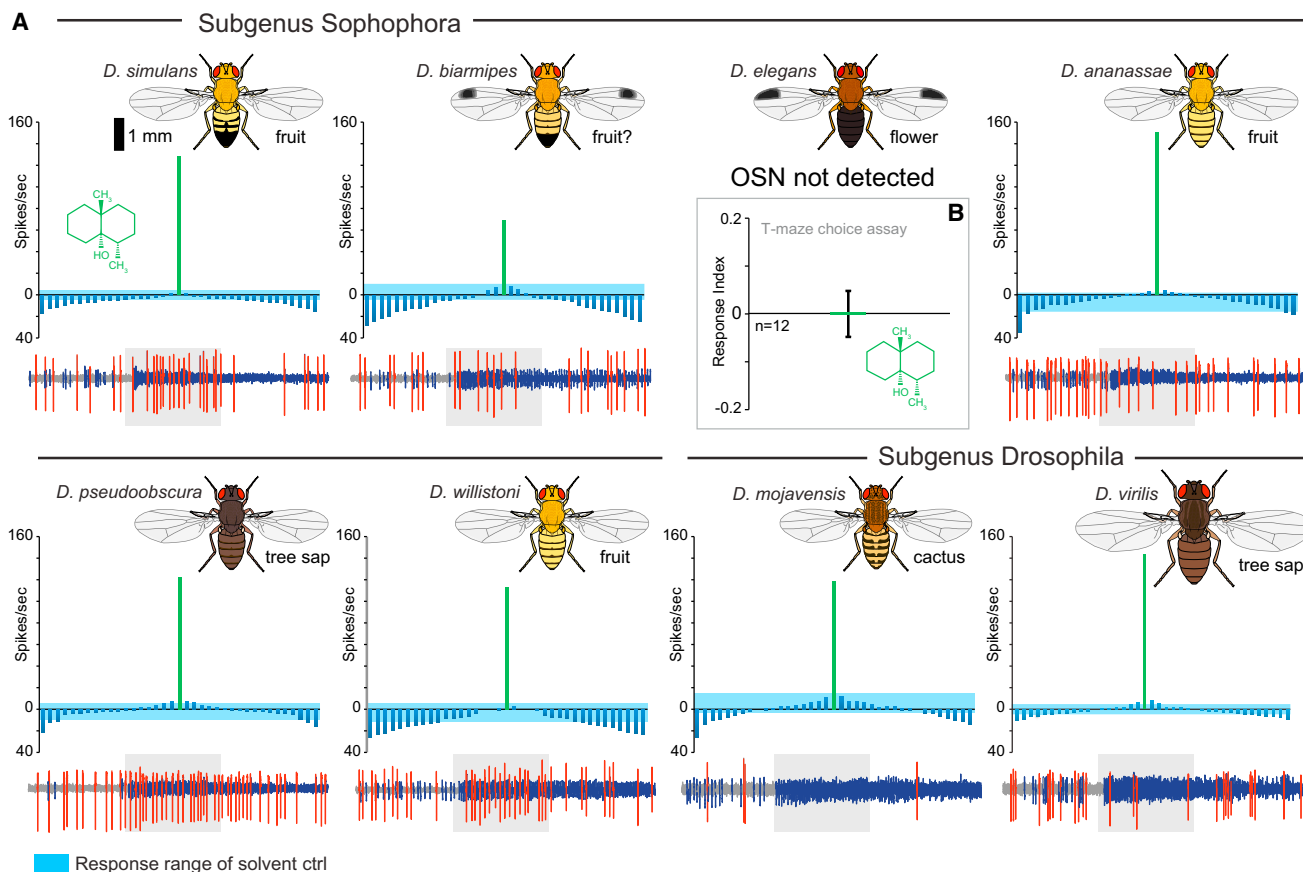 A
Subgenus Sophophora
D. simulans
D. biarmipes
D. elegans
D. ananassae
160
1 mm
fruit
160
fruit?
flower
160
fruit
OSN not detected
Spikes/sec
CH₃
HO
CH₃
0
40
Spikes/sec
0
40
B
T-maze choice assay
0.2
Response Index
0
-0.2
n=12
CH₃
HO
CH₃
Spikes/sec
0
40
Subgenus Drosophila
D. pseudoobscura
D. willistoni
D. mojavensis
D. virilis
160
tree sap
160
fruit
160
cactus
160
tree sap
Spikes/sec
0
40
Spikes/sec
0
40
Spikes/sec
0
40
Spikes/sec
0
40
Response range of solvent ctrl